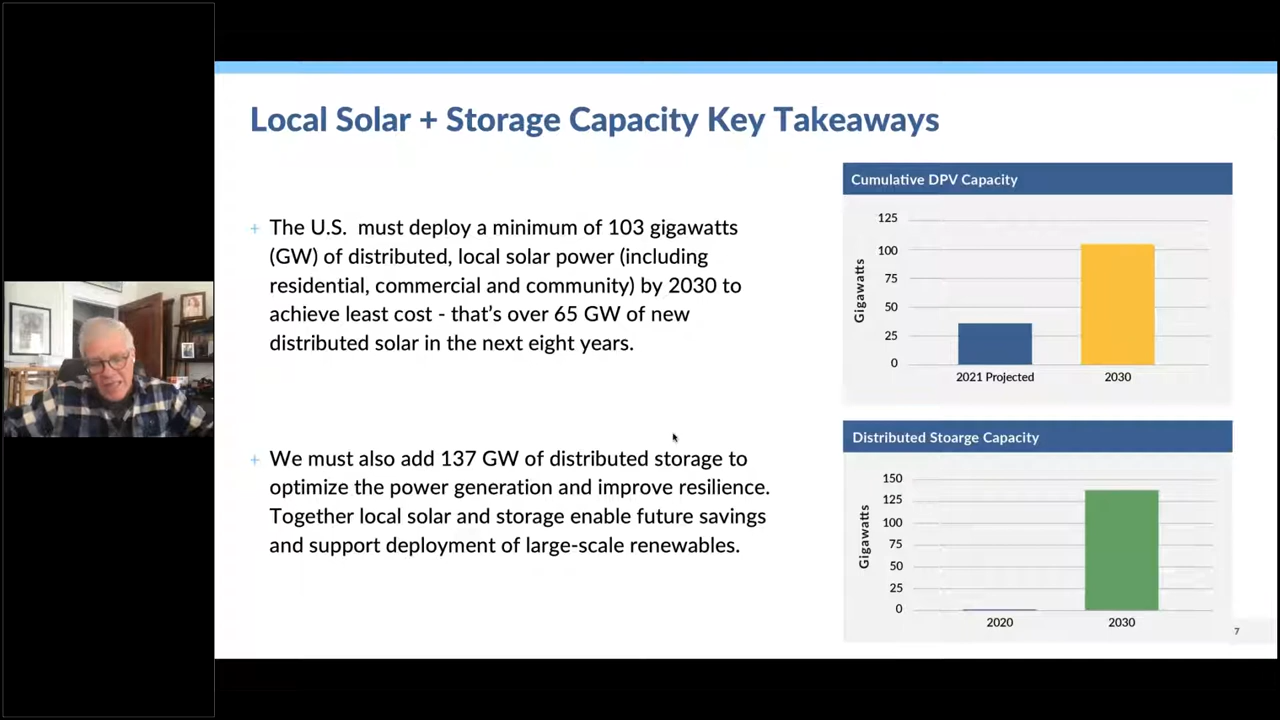 Local Solar + Storage Capacity Key Takeaways
+ The U.S. must deploy a minimum of 103 gigawatts
(GW) of distributed, local solar power (including
residential, commercial and community) by 2030 to
achieve least cost - that's over 65 GW of new
distributed solar in the next eight years.
+ We must also add 137 GW of distributed storage to
optimize the power generation and improve resilience.
Together local solar and storage enable future savings
and support deployment of large-scale renewables.
Cumulative DPV Capacity
Gigawatts
125
100
75
50
25
0
2021 Projected
2030
Distributed Stoarge Capacity
Gigawatts
150
125
100
75
50
25
0
2020
2030
7